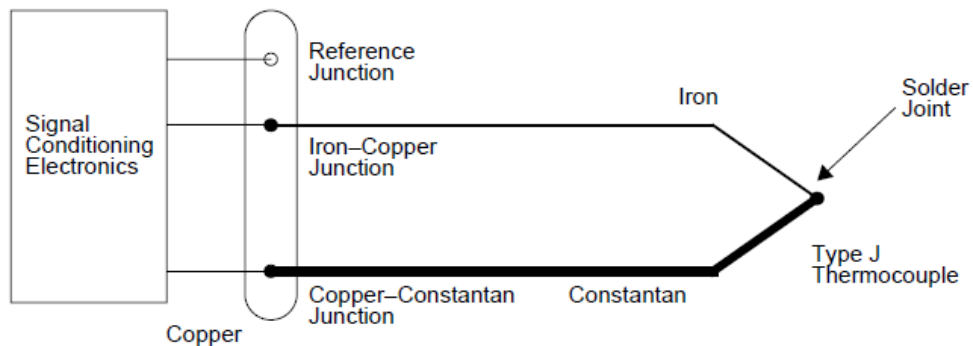 Signal
Conditioning
Electronics
Reference
Junction
Iron
Solder
Joint
Iron–Copper
Junction
Type J
Thermocouple
Copper–Constantan
Junction
Constantan
Copper